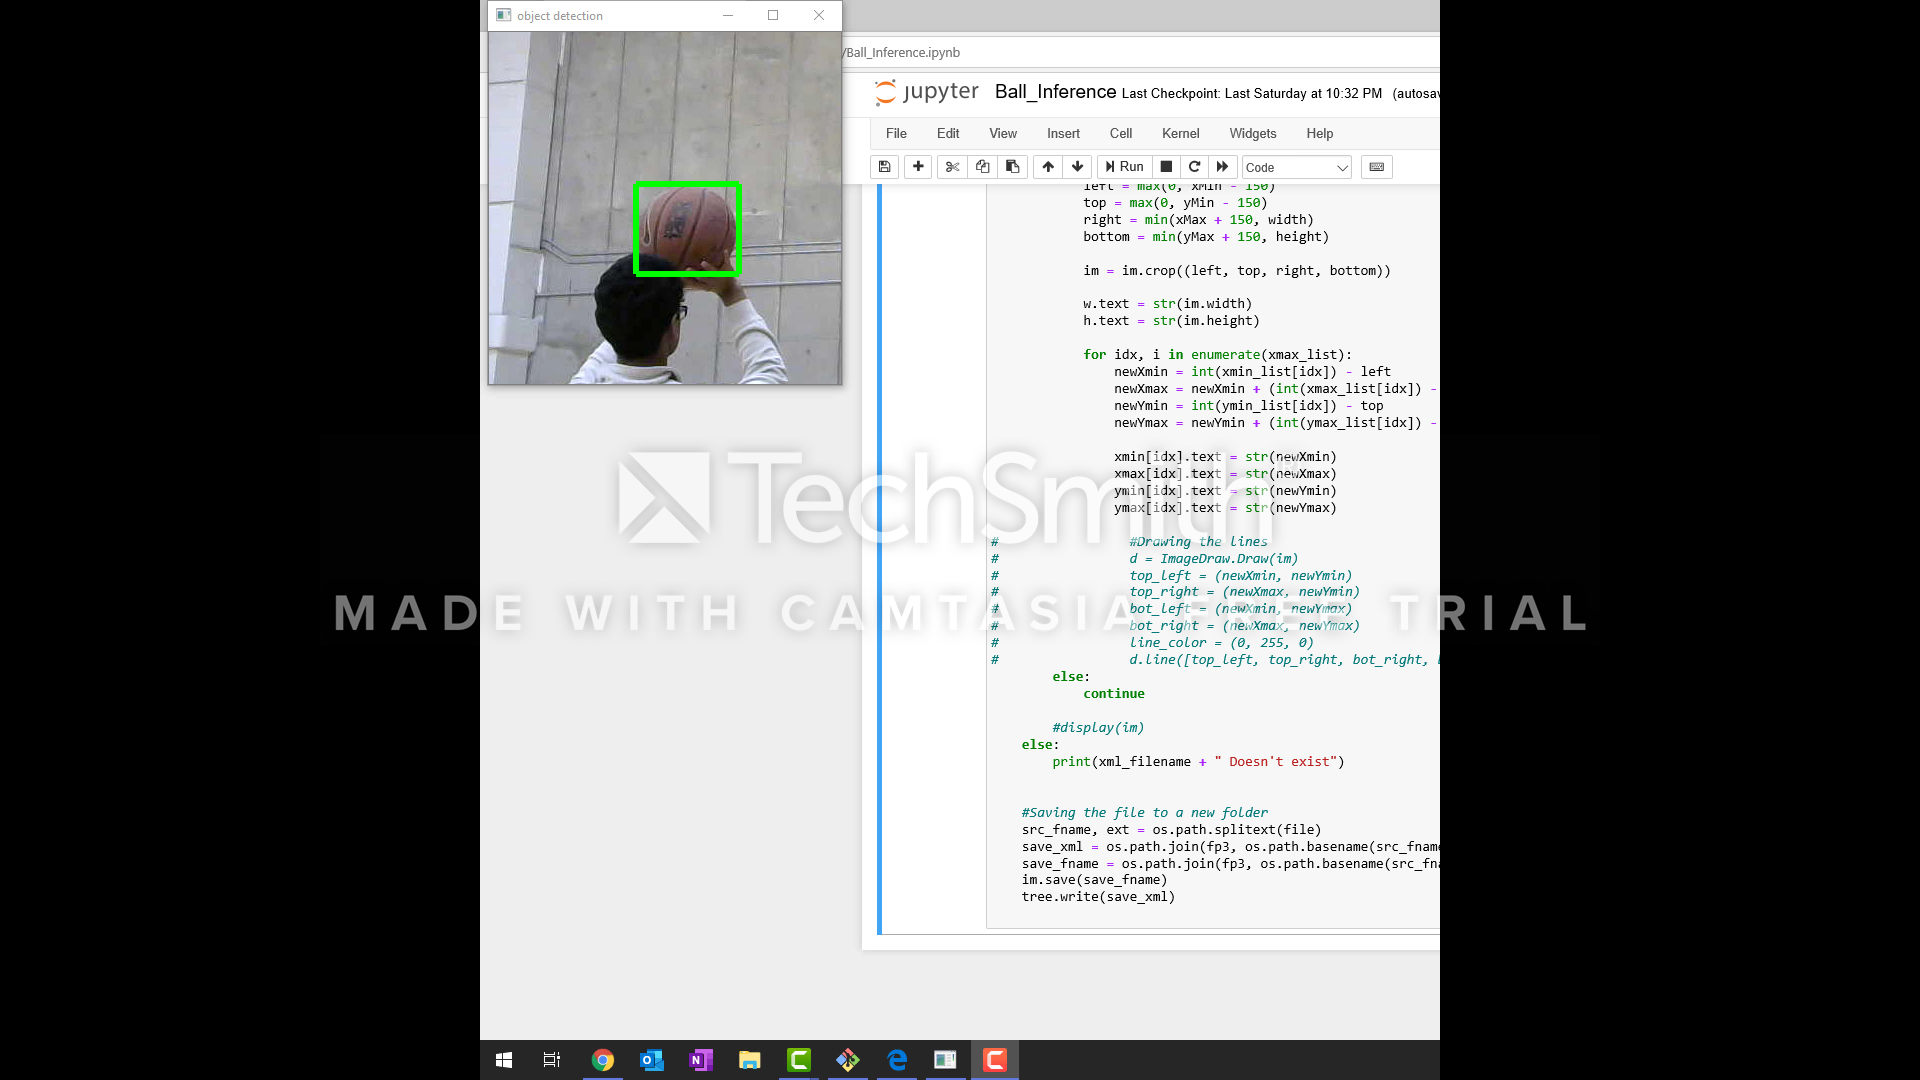 object detection
/Ball_Inference.ipynb
jupyter Ball_Inference Last Checkpoint: Last Saturday at 10:32 PM (autosav
File Edit View Insert Cell Kernel Widgets Help
Run Code
left = max(0, xMin - 150)
top = max(0, yMin - 150)
right = min(xMax + 150, width)
bottom = min(yMax + 150, height)
im = im.crop((left, top, right, bottom))
w.text = str(im.width)
h.text = str(im.height)
for idx, i in enumerate(xmax_list):
newXmin = int(xmin_list[idx]) - left
newXmax = newXmin + (int(xmax_list[idx]) -
newYmin = int(ymin_list[idx]) - top
newYmax = newYmin + (int(ymax_list[idx]) -
xmin[idx].text = str(newXmin)
xmax[idx].text = str(newXmax)
ymin[idx].text = str(newYmin)
ymax[idx].text = str(newYmax)
TechSmith®
# #Drawing the lines
# d = ImageDraw.Draw(im)
# top_left = (newXmin, newYmin)
# top_right = (newXmax, newYmin)
# bot_left = (newXmin, newYmax)
MADE WITH CAMTASIA FREE TRIAL
# bot_right = (newXmax, newYmax)
# line_color = (0, 255, 0)
# d.line([top_left, top_right, bot_right,
else:
continue
#display(im)
else:
print(xml_filename + " Doesn't exist")
#Saving the file to a new folder
src_fname, ext = os.path.splitext(file)
save_xml = os.path.join(fp3, os.path.basename(src_fname
save_fname = os.path.join(fp3, os.path.basename(src_fna
im.save(save_fname)
tree.write(save_xml)